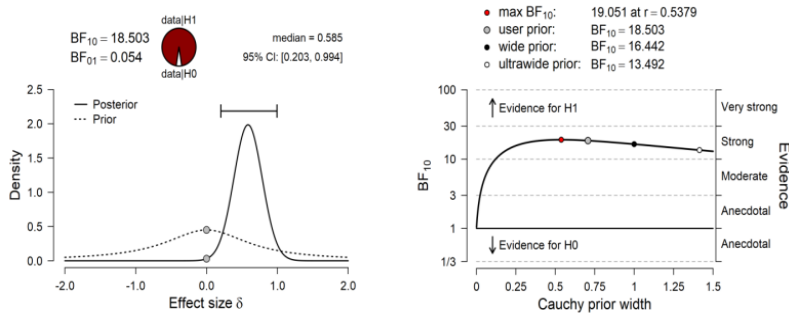 data|H1
BF10 = 18.503
BF01 = 0.054
data|H0
median = 0.585
95% CI: [0.203, 0.994]
2.5
2.0
1.5
1.0
0.5
0.0
Density
Posterior
Prior
-2.0 -1.0 0.0 1.0 2.0
Effect size δ
max BF10: 19.051 at r = 0.5379
user prior: BF10 = 18.503
wide prior: BF10 = 16.442
ultrawide prior: BF10 = 13.492
100
30
10
3
1
1/3
BF10
Evidence for H1
Evidence for H0
Very strong
Strong
Moderate
Anecdotal
Anecdotal
Evidence
0 0.25 0.5 0.75 1 1.25 1.5
Cauchy prior width